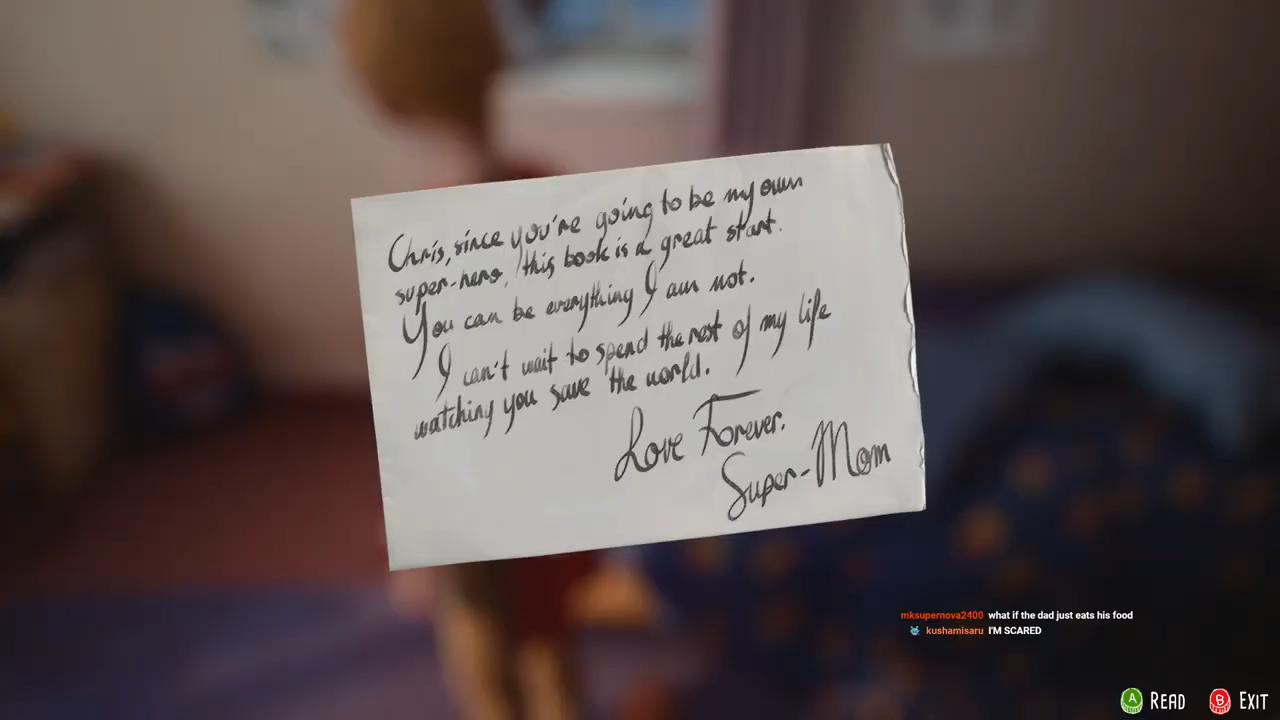 Chris, since you're going to be my own
super-hero, this book is a great start.
You can be everything I am not.
I can't wait to spend the rest of my life
watching you save the world.
Love Forever.
Super-Mom
mksupernova2400 what if the dad just eats his food
kushamisaru I'M SCARED
A READ B EXIT